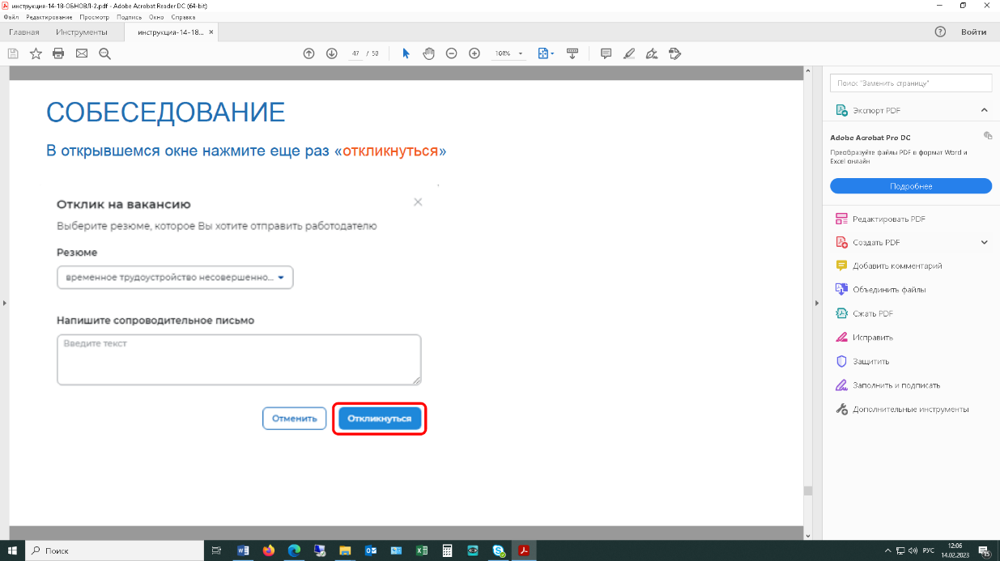 инструкция-14-18-ОБНОВЛ-2.pdf - Adobe Acrobat Reader DC (64-bit)
Файл Редактирование Просмотр Подпись Окно Справка
Главная Инструменты инструкция-14-18... × Войти
47 / 50 104%
СОБЕСЕДОВАНИЕ
В открывшемся окне нажмите еще раз «откликнуться»
Отклик на вакансию
Выберите резюме, которое Вы хотите отправить работодателю
Резюме
временное трудоустройство несовершенно...
Напишите сопроводительное письмо
Введите текст
Отменить Откликнуться
Поиск "Заменить страницу"
Экспорт PDF
Adobe Acrobat Pro DC
Преобразуйте файлы PDF в формат Word и
Excel онлайн
Подробнее
Редактировать PDF
Создать PDF
Добавить комментарий
Объединить файлы
Сжать PDF
Исправить
Защитить
Заполнить и подписать
Дополнительные инструменты
Поиск
РУС
12:06
14.02.2023
15